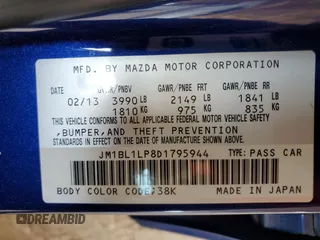 MFD. BY MAZDA MOTOR CORPORATION
DATE GVWR/PNBV GAWR/PNBE FRT GAWR/PNBE RR
02/13 3990 LB 2149 LB 1841 LB
1810 KG 975 KG 835 KG
THIS VEHICLE CONFORMS TO ALL APPLICABLE FEDERAL MOTOR VEHICLE SAFETY
,BUMPER,AND THEFT PREVENTION
STANDARDS IN EFFECT ON THE DATE OF MANUFACTURE SHOWN ABOVE.
JM1BL1LP8D1795944 TYPE:PASS CAR
BODY COLOR CODE:38K MADE IN JAPAN
DREAMBID